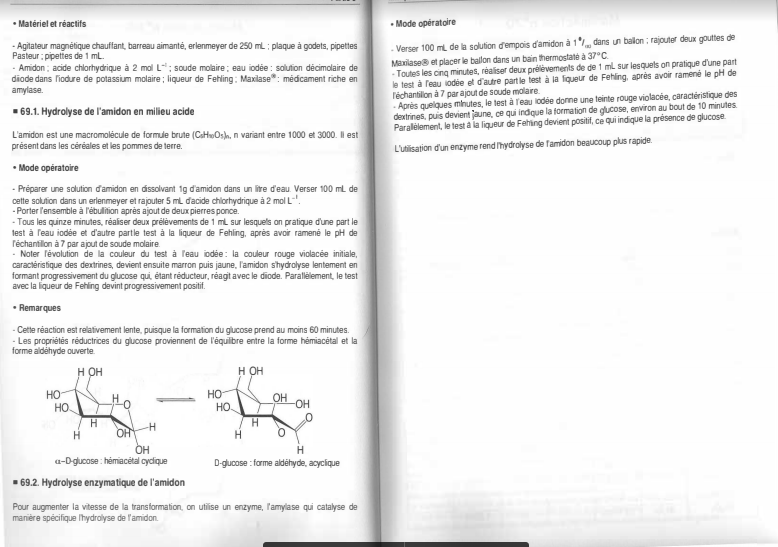 • Matériel et réactifs
- Agitateur magnétique chauffant, barreau aimanté, erlenmeyer de 250 mL ; plaque à godets, pipettes
Pasteur ; pipettes de 1 mL.
- Amidon ; acide chlorhydrique à 2 mol L⁻¹ ; soude molaire ; eau iodée : solution décimolaire de
diiode dans l'iodure de potassium molaire ; liqueur de Fehling ; Maxilase® : médicament riche en
amylase.
■ 69.1. Hydrolyse de l'amidon en milieu acide
L'amidon est une macromolécule de formule brute (C₆H₁₀O₅)ₙ, n variant entre 1000 et 3000. Il est
présent dans les céréales et les pommes de terre.
• Mode opératoire
- Préparer une solution d'amidon en dissolvant 1g d'amidon dans un litre d'eau. Verser 100 mL de
cette solution dans un erlenmeyer et rajouter 5 mL d'acide chlorhydrique à 2 mol L⁻¹.
- Porter l'ensemble à l'ébullition après ajout de deux pierres ponce.
- Tous les quinze minutes, réaliser deux prélèvements de 1 mL sur lesquels on pratique d'une part le
test à l'eau iodée et d'autre part le test à la liqueur de Fehling, après avoir ramené le pH de
l'échantillon à 7 par ajout de soude molaire
- Noter l'évolution de la couleur du test à l'eau iodée : la couleur rouge violacée initiale,
caractéristique des dextrines, devient ensuite marron puis jaune, l'amidon s'hydrolyse lentement en
formant progressivement du glucose qui, étant réducteur, réagit avec le diiode. Parallèlement, le test
avec la liqueur de Fehling devint progressivement positif.
• Remarques
- Cette réaction est relativement lente, puisque la formation du glucose prend au moins 60 minutes.
- Les propriétés réductrices du glucose proviennent de l'équilibre entre la forme hémiacétal et la
forme aldéhyde ouverte.
H OH
HO
HO
H
O
H
H
H
OH
OH
α–D-glucose : hémiacétal cyclique
H OH
HO
HO
OH
OH
H
O
H
O
H
D-glucose : forme aldéhyde, acyclique
■ 69.2. Hydrolyse enzymatique de l'amidon
Pour augmenter la vitesse de la transformation, on utilise un enzyme, l'amylase qui catalyse de
manière spécifique l'hydrolyse de l'amidon.
• Mode opératoire
- Verser 100 mL de la solution d'empois d'amidon à 1 °/₀₀ dans un ballon ; rajouter deux gouttes de
Maxilase® et placer le ballon dans un bain thermostaté à 37°C.
- Toutes les cinq minutes, réaliser deux prélèvements de de 1 mL sur lesquels on pratique d'une part
le test à l'eau iodée et d'autre part le test à la liqueur de Fehling, après avoir ramené le pH de
l'échantillon à 7 par ajout de soude molaire.
- Après quelques minutes, le test à l'eau iodée donne une teinte rouge violacée, caractéristique des
dextrines, puis devient jaune, ce qui indique la formation de glucose, environ au bout de 10 minutes.
Parallèlement, le test à la liqueur de Fehling devient positif, ce qui indique la présence de glucose.
L'utilisation d'un enzyme rend l'hydrolyse de l'amidon beaucoup plus rapide.